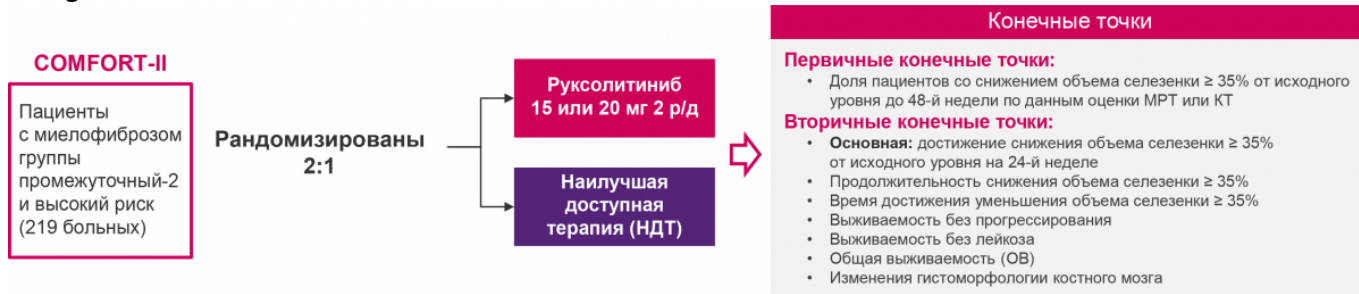 COMFORT-II
Пациенты
с миелофиброзом
группы
промежуточный-2
и высокий риск
(219 больных)
Рандомизированы
2:1
Руксолитиниб
15 или 20 мг 2 р/д
Наилучшая
доступная
терапия (НДТ)
Конечные точки
Первичные конечные точки:
• Доля пациентов со снижением объема селезенки ≥ 35% от исходного
уровня до 48-й недели по данным оценки МРТ или КТ
Вторичные конечные точки:
• Основная: достижение снижения объема селезенки ≥ 35%
от исходного уровня на 24-й неделе
• Продолжительность снижения объема селезенки ≥ 35%
• Время достижения уменьшения объема селезенки ≥ 35%
• Выживаемость без прогрессирования
• Выживаемость без лейкоза
• Общая выживаемость (ОВ)
• Изменения гистоморфологии костного мозга